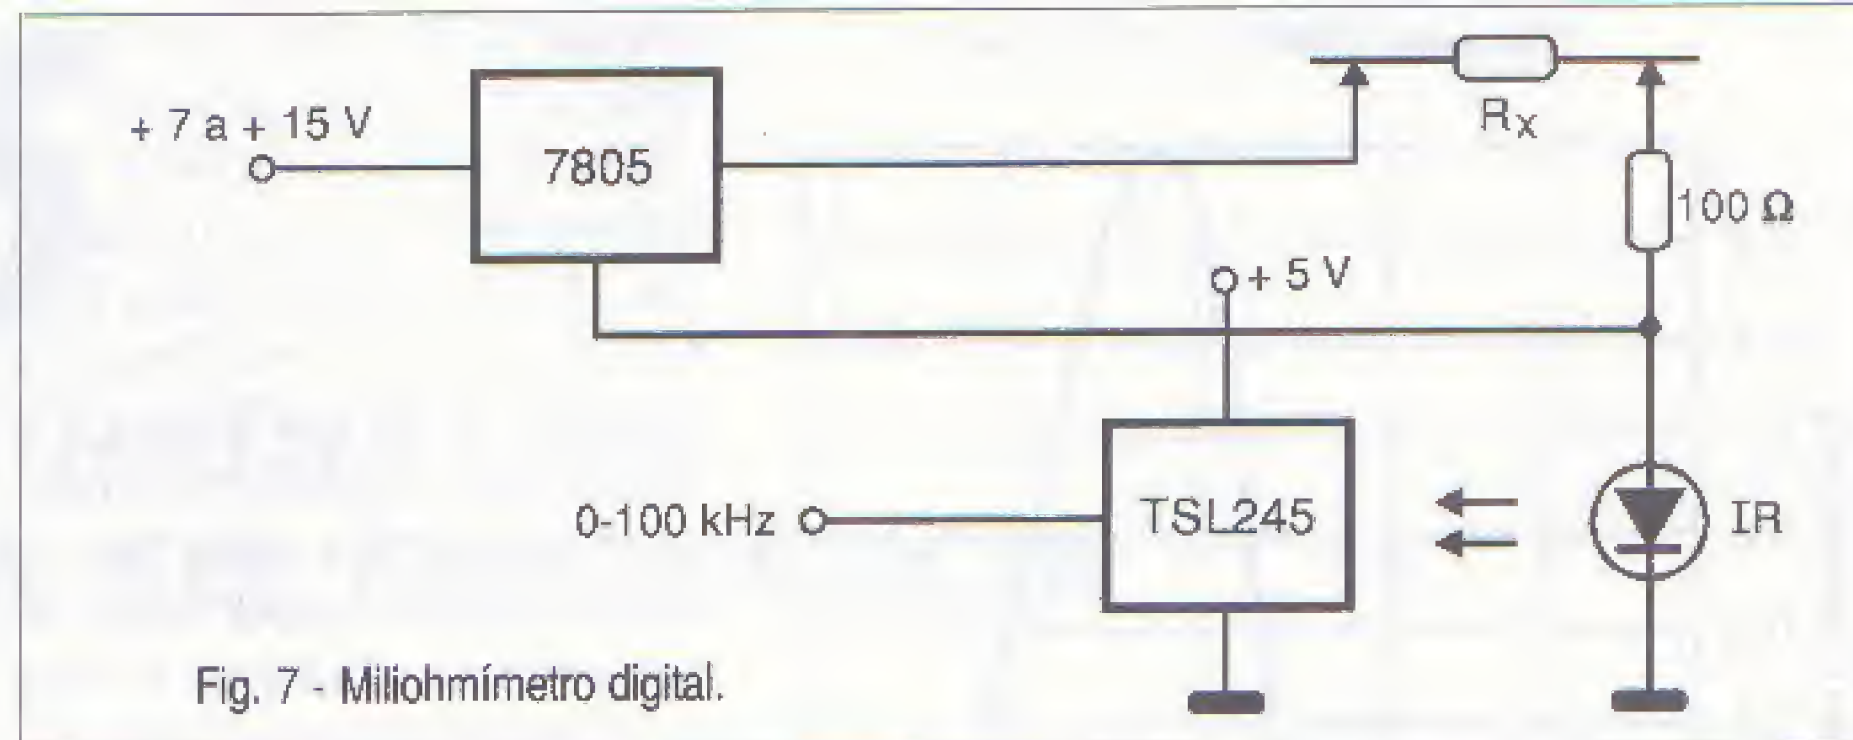 + 7 a + 15 V
7805
Rx
100 Ω
+ 5 V
0-100 kHz
TSL245
IR
Fig. 7 - Miliohmímetro digital.